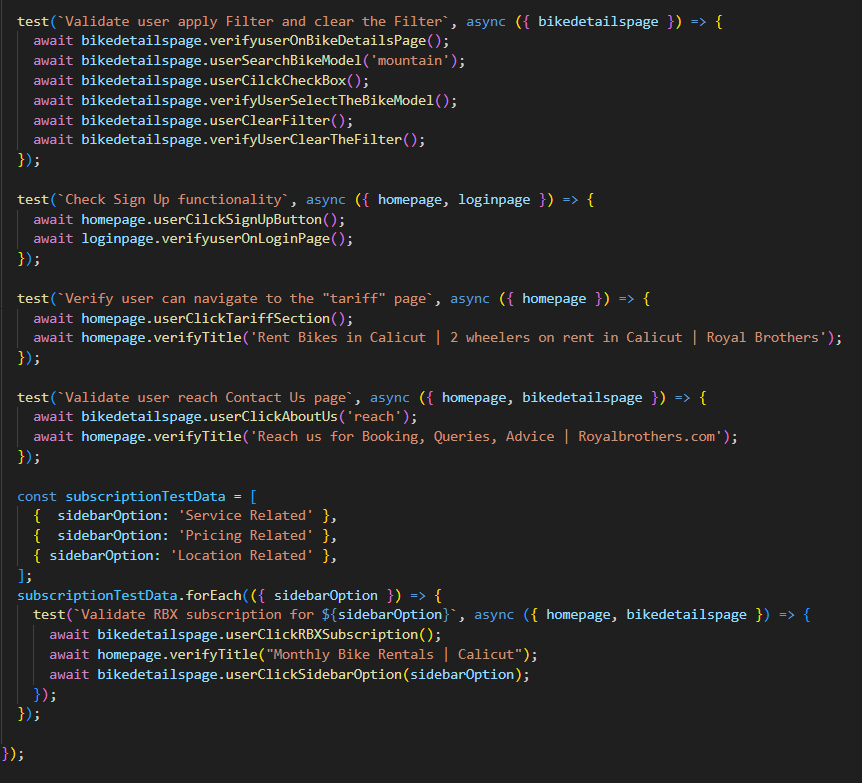 test(`Validate user apply Filter and clear the Filter`, async ({ bikedetailspage }) => {
  await bikedetailspage.verifyuserOnBikeDetailsPage();
  await bikedetailspage.userSearchBikeModel('mountain');
  await bikedetailspage.userCilckCheckBox();
  await bikedetailspage.verifyUserSelectTheBikeModel();
  await bikedetailspage.userClearFilter();
  await bikedetailspage.verifyUserClearTheFilter();
});
test(`Check Sign Up functionality`, async ({ homepage, loginpage }) => {
  await homepage.userCilckSignUpButton();
  await loginpage.verifyuserOnLoginPage();
});
test(`Verify user can navigate to the "tariff" page`, async ({ homepage }) => {
  await homepage.userClickTariffSection();
  await homepage.verifyTitle('Rent Bikes in Calicut | 2 wheelers on rent in Calicut | Royal Brothers');
});
test(`Validate user reach Contact Us page`, async ({ homepage, bikedetailspage }) => {
  await bikedetailspage.userClickAboutUs('reach');
  await homepage.verifyTitle('Reach us for Booking, Queries, Advice | Royalbrothers.com');
});
const subscriptionTestData = [
  {  sidebarOption: 'Service Related' },
  {  sidebarOption: 'Pricing Related' },
  { sidebarOption: 'Location Related' },
];
subscriptionTestData.forEach(({ sidebarOption }) => {
  test(`Validate RBX subscription for ${sidebarOption}`, async ({ homepage, bikedetailspage }) => {
    await bikedetailspage.userClickRBXSubscription();
    await homepage.verifyTitle("Monthly Bike Rentals | Calicut");
    await bikedetailspage.userClickSidebarOption(sidebarOption);
  });
});
});